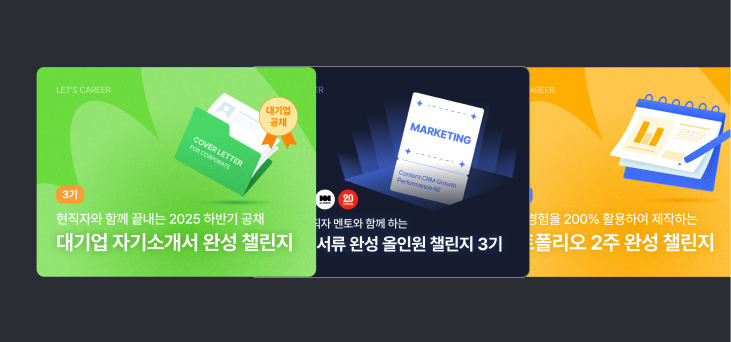 LET'S CAREER
대기업
공채
COVER LETTER
FOR CORPORATE
3기
현직자와 함께 끝내는 2025 하반기 공채
대기업 자기소개서 완성 챌린지
ER
MARKETING
Content·CRM·Growth
Performance·AE
직자 멘토와 함께 하는
서류 완성 올인원 챌린지 3기
AREER
경험을 200% 활용하여 제작하는
트폴리오 2주 완성 챌린지